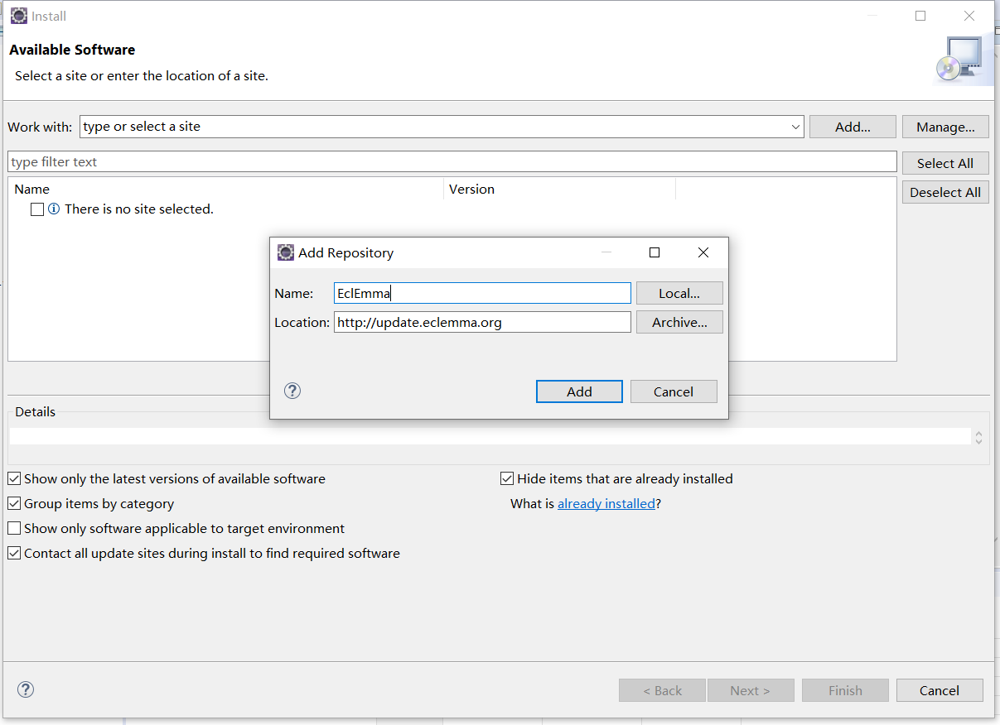 Install
Available Software
Select a site or enter the location of a site.
Work with: type or select a site Add... Manage...
type filter text Select All
Name Version Deselect All
There is no site selected.
Add Repository
Name: EclEmma Local...
Location: http://update.eclemma.org Archive...
Add Cancel
Details
Show only the latest versions of available software Hide items that are already installed
Group items by category What is already installed?
Show only software applicable to target environment
Contact all update sites during install to find required software
< Back Next > Finish Cancel